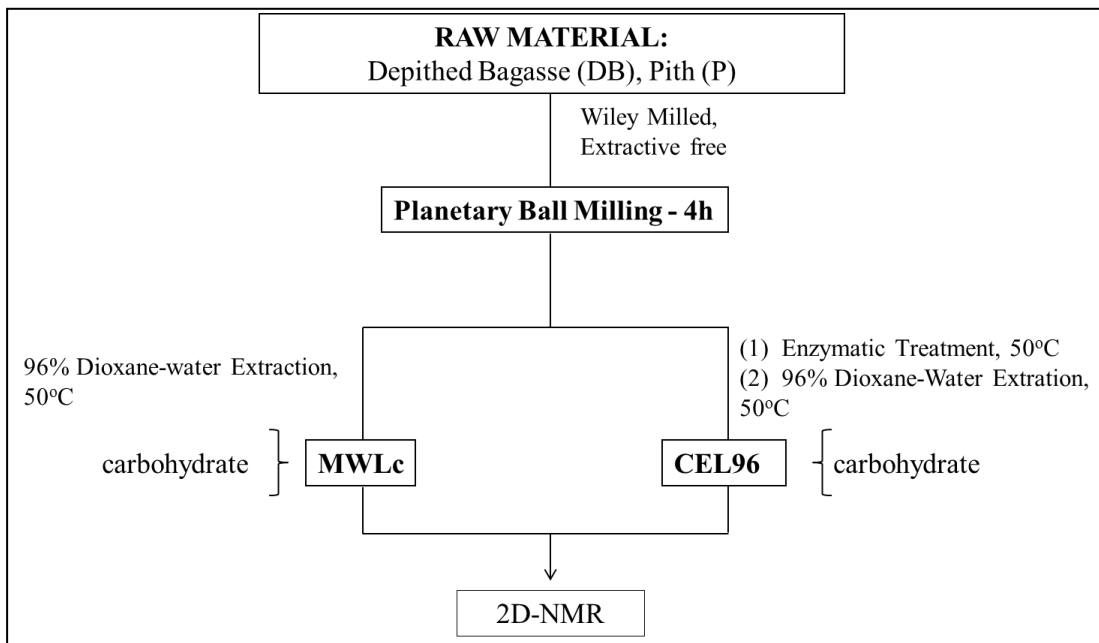 RAW MATERIAL:
Depithed Bagasse (DB), Pith (P)
Wiley Milled,
Extractive free
Planetary Ball Milling - 4h
96% Dioxane-water Extraction,
50°C
(1) Enzymatic Treatment, 50°C
(2) 96% Dioxane-Water Extration,
50°C
carbohydrate
MWLc
CEL96
carbohydrate
2D-NMR